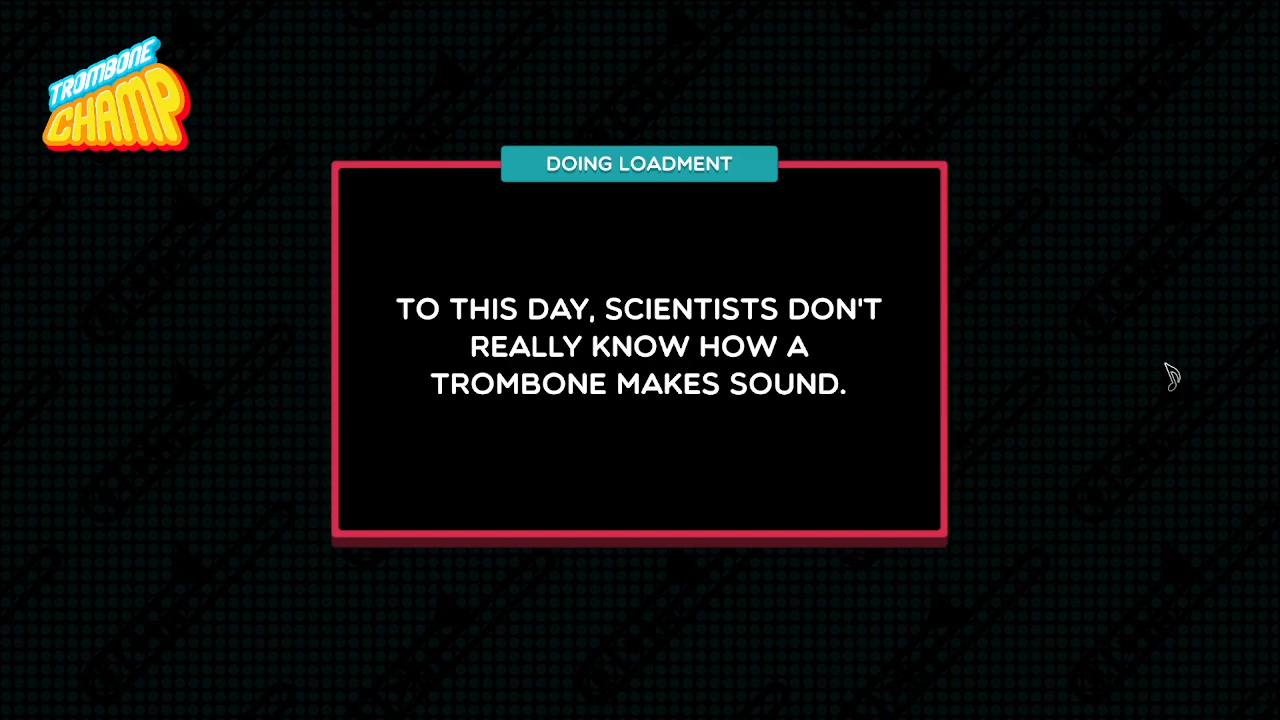 TROMBONE
CHAMP
DOING LOADMENT
TO THIS DAY, SCIENTISTS DON'T
REALLY KNOW HOW A
TROMBONE MAKES SOUND.